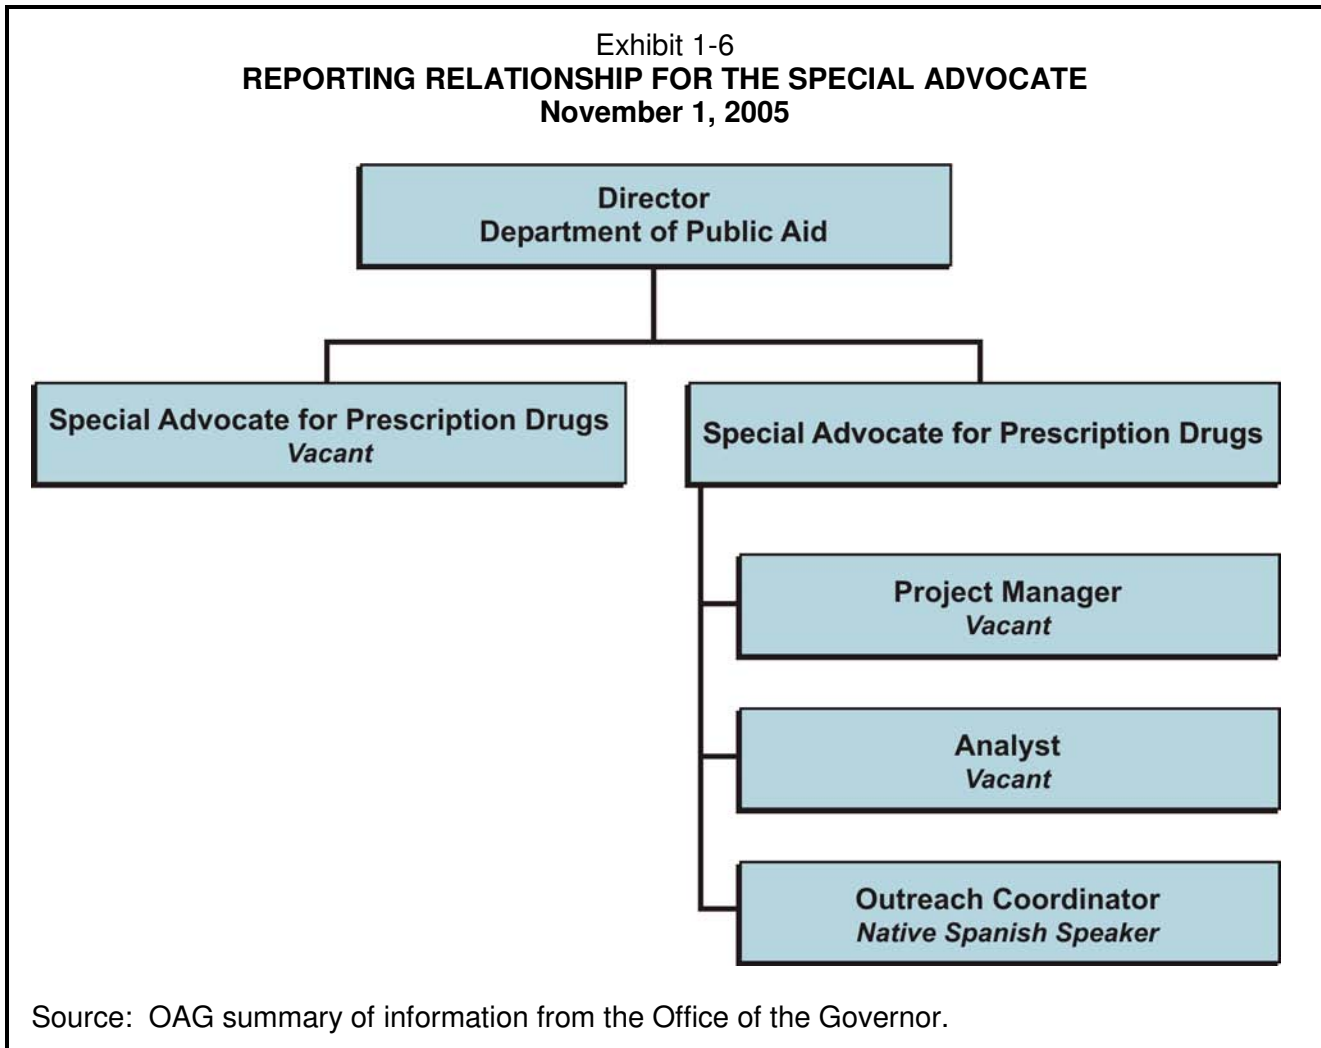 Exhibit 1-6
REPORTING RELATIONSHIP FOR THE SPECIAL ADVOCATE
November 1, 2005
Director
Department of Public Aid
Special Advocate for Prescription Drugs
Vacant
Special Advocate for Prescription Drugs
Project Manager
Vacant
Analyst
Vacant
Outreach Coordinator
Native Spanish Speaker
Source: OAG summary of information from the Office of the Governor.